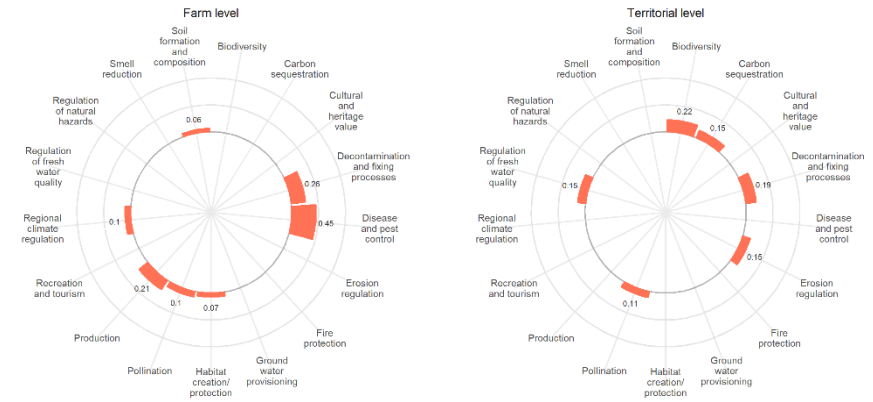 Farm level
Soil
formation
and
composition
Biodiversity
Carbon
sequestration
Cultural
and
heritage
value
Decontamination
and fixing
processes
Disease
and pest
control
Erosion
regulation
Fire
protection
Ground
water
provisioning
Habitat
creation/
protection
Pollination
Production
Recreation
and tourism
Regional
climate
regulation
Regulation
of fresh
water
quality
Regulation
of natural
hazards
Smell
reduction
0.06
0.26
0.45
0.07
0.1
0.21
0.1
Territorial level
Soil
formation
and
composition
Biodiversity
Carbon
sequestration
Cultural
and
heritage
value
Decontamination
and fixing
processes
Disease
and pest
control
Erosion
regulation
Fire
protection
Ground
water
provisioning
Habitat
creation/
protection
Pollination
Production
Recreation
and tourism
Regional
climate
regulation
Regulation
of fresh
water
quality
Regulation
of natural
hazards
Smell
reduction
0.22
0.15
0.19
0.15
0.11
0.15